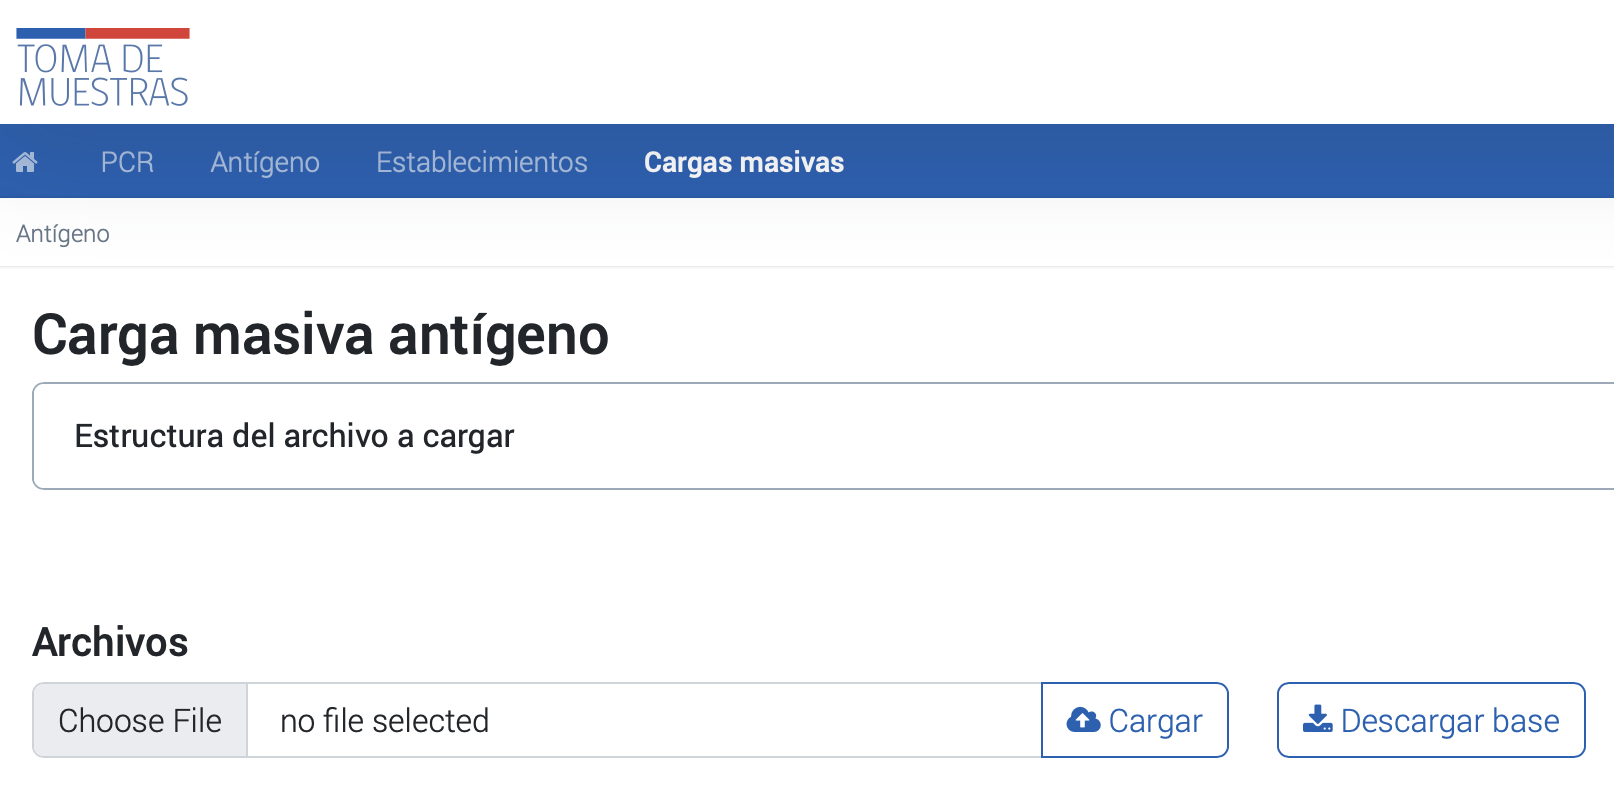 TOMA DE
MUESTRAS
PCR Antígeno Establecimientos Cargas masivas
Antígeno
Carga masiva antígeno
Estructura del archivo a cargar
Archivos
Choose File no file selected Cargar Descargar base